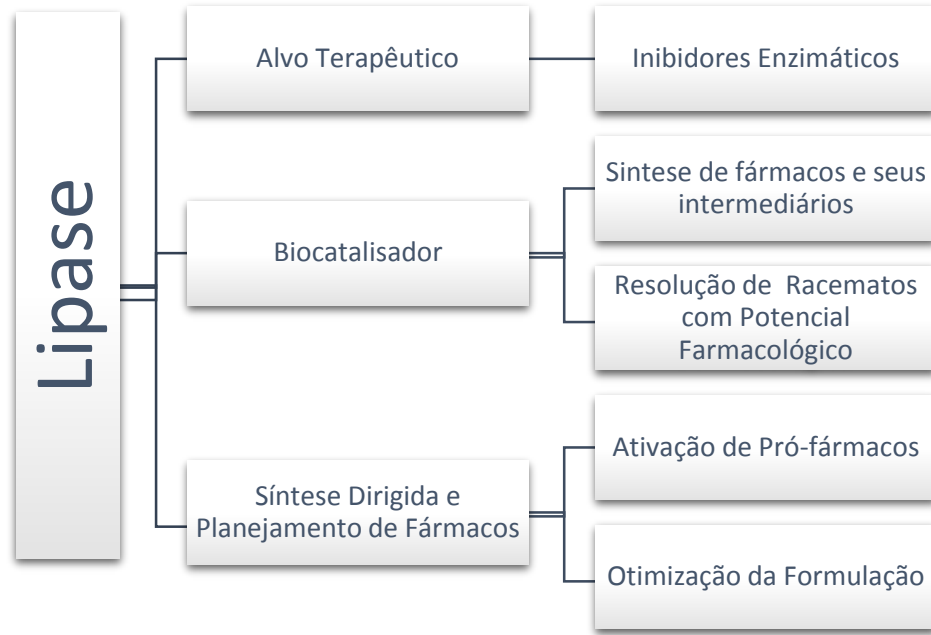 Lipase
Alvo Terapêutico
Inibidores Enzimáticos
Biocatalisador
Sintese de fármacos e seus
intermediários
Resolução de Racematos
com Potencial
Farmacológico
Síntese Dirigida e
Planejamento de Fármacos
Ativação de Pró-fármacos
Otimização da Formulação